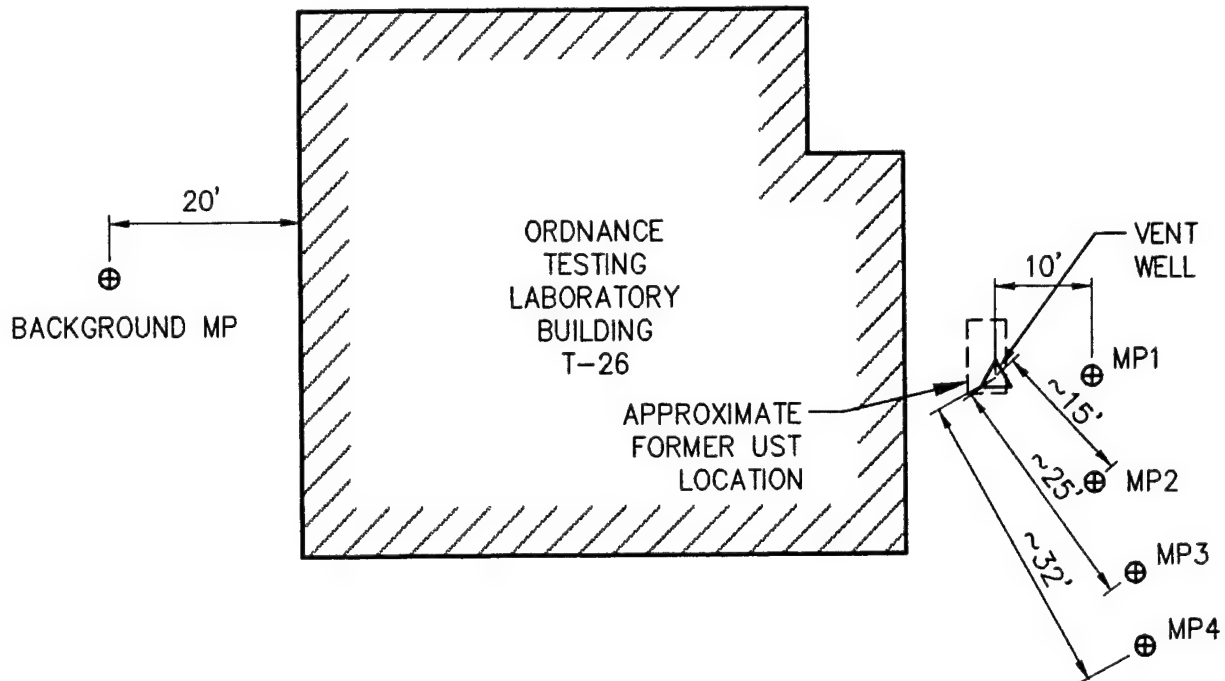 20'
BACKGROUND MP
ORDNANCE
TESTING
LABORATORY
BUILDING
T-26
VENT
WELL
10'
MP1
APPROXIMATE
FORMER UST
LOCATION
~15'
MP2
~25'
MP3
~32'
MP4